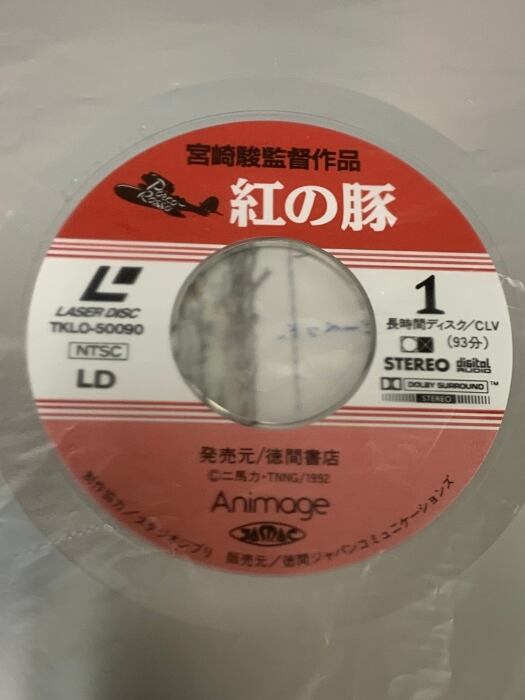 宮崎駿監督作品
Porco Rosso
紅の豚
LASER DISC
TKLO-50090
NTSC
LD
1
長時間ディスク/CLV
(93分)
STEREO digital AUDIO
DOLBY SURROUND TM
STEREO
発売元/徳間書店
©二馬力・TNNG/1992
Animage
JASRAC
制作協力/スタジオジブリ 販売元/徳間ジャパンコミュニケーションズ